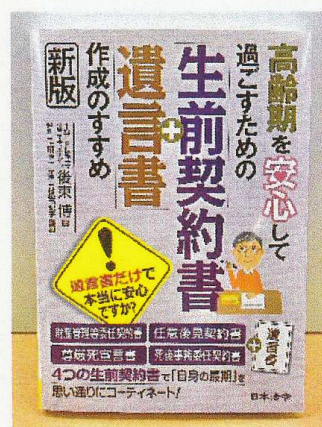 高齢期を安心して
過ごすための
生前契約書
+
遺言書
作成のすすめ
新版
後東 博
!
遺言書だけで
本当に安心
ですか?
財産管理等委任契約書
任意後見契約書
尊厳死宣言書
死後事務委任契約書
+
遺言書
4つの生前契約書で「自身の最期」を
思い通りにコーディネート!
日本法令